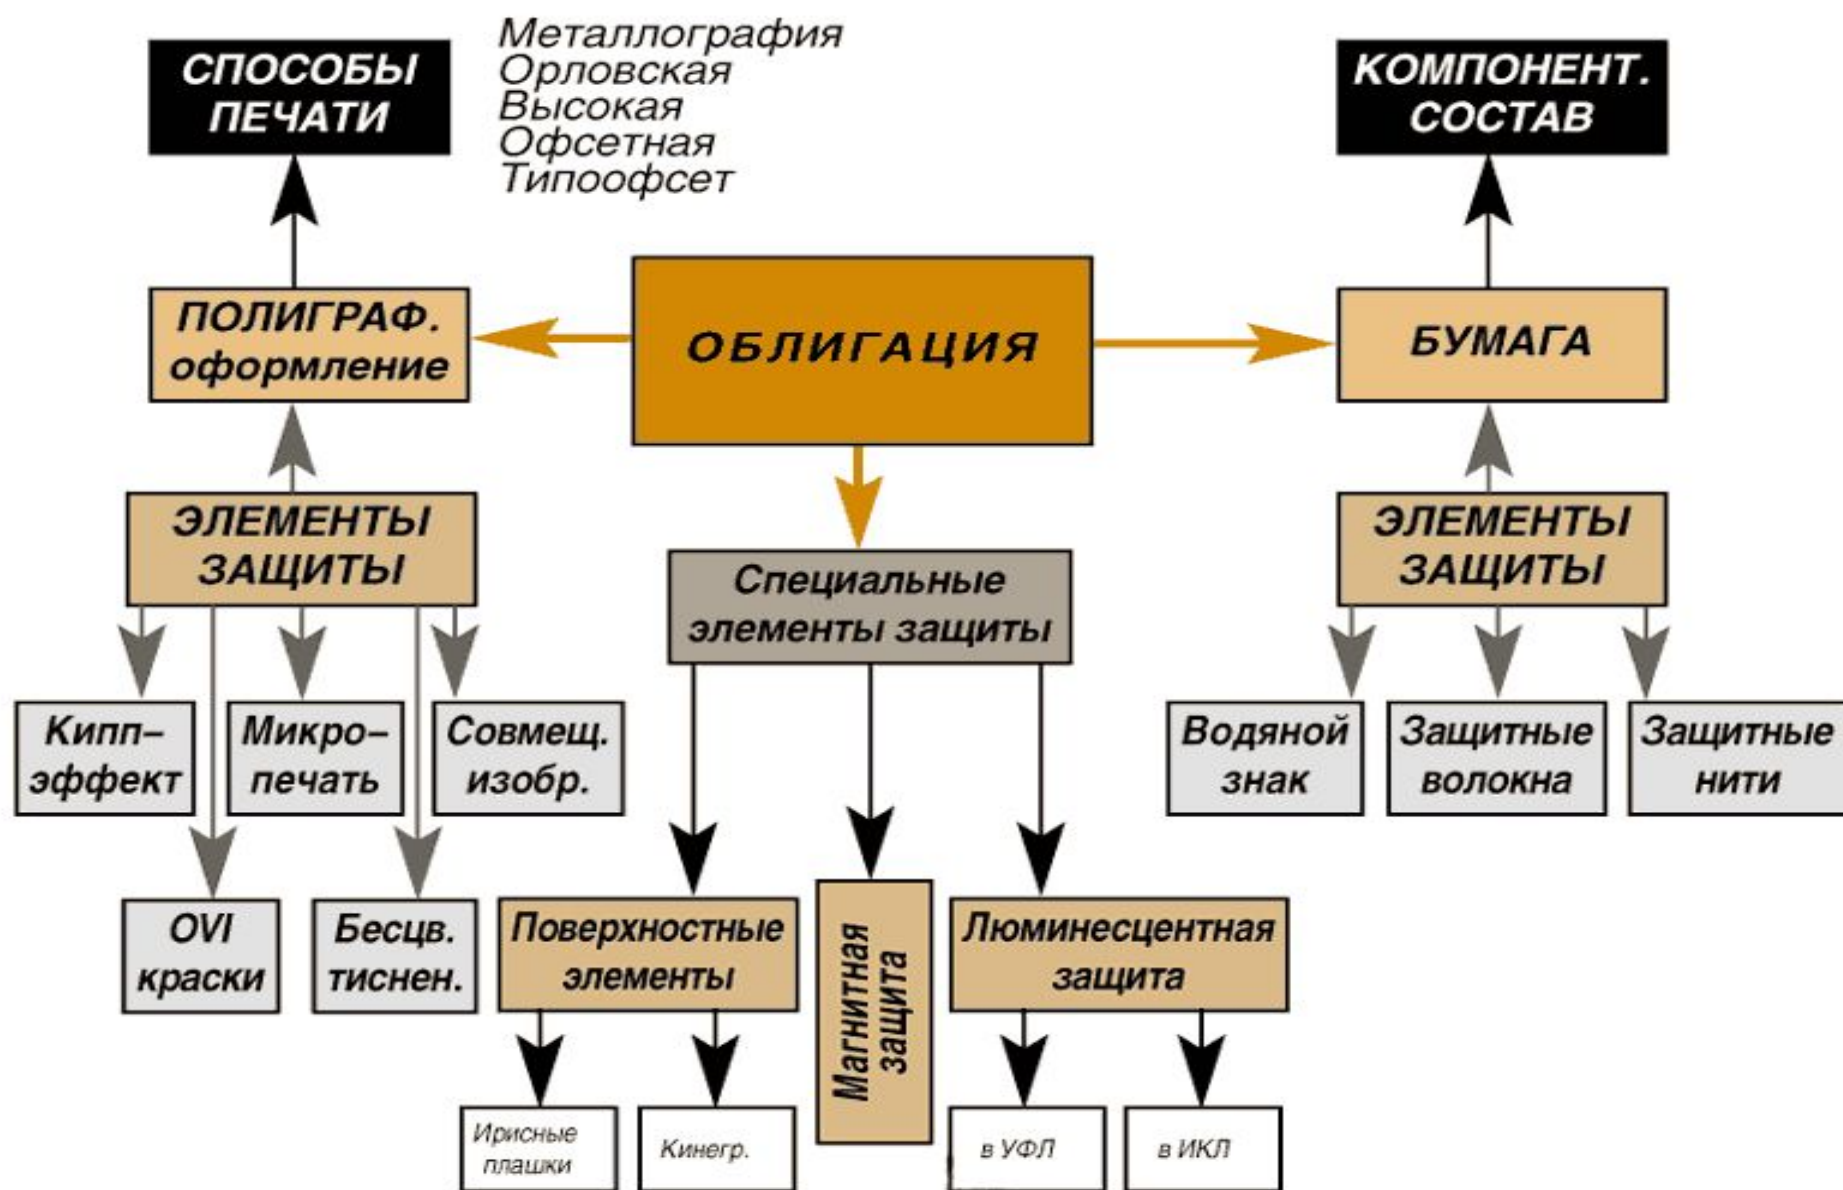 СПОСОБЫ
ПЕЧАТИ
Металлография
Орловская
Высокая
Офсетная
Типоофсет
КОМПОНЕНТ.
СОСТАВ
ПОЛИГРАФ.
оформление
ОБЛИГАЦИЯ
БУМАГА
ЭЛЕМЕНТЫ
ЗАЩИТЫ
Специальные
элементы защиты
ЭЛЕМЕНТЫ
ЗАЩИТЫ
Кипп–
эффект
Микро–
печать
Совмещ.
изобр.
Водяной
знак
Защитные
волокна
Защитные
нити
OVI
краски
Бесцв.
тиснен.
Поверхностные
элементы
Магнитная
защита
Люминесцентная
защита
Ирисные
плашки
Кинегр.
в УФЛ
в ИКЛ